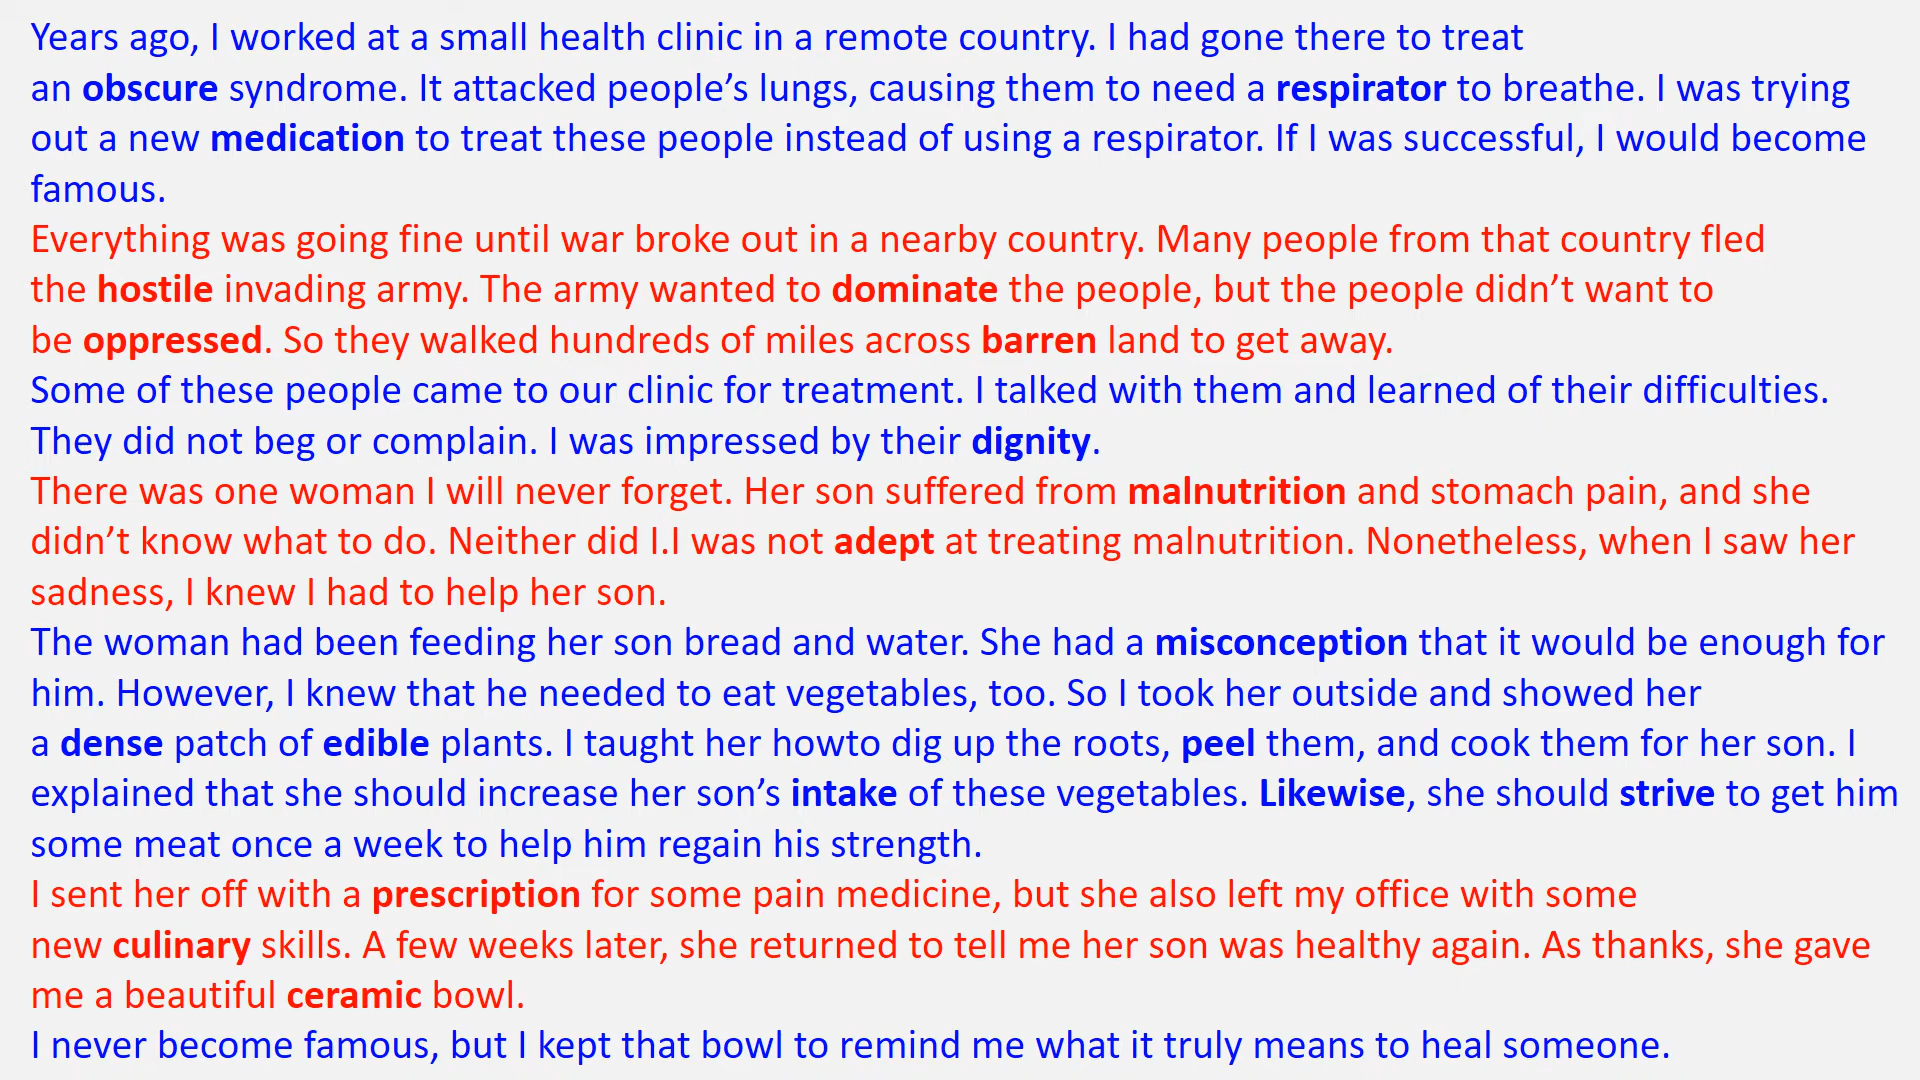 Years ago, I worked at a small health clinic in a remote country. I had gone there to treat
an obscure syndrome. It attacked people’s lungs, causing them to need a respirator to breathe. I was trying
out a new medication to treat these people instead of using a respirator. If I was successful, I would become
famous.
Everything was going fine until war broke out in a nearby country. Many people from that country fled
the hostile invading army. The army wanted to dominate the people, but the people didn’t want to
be oppressed. So they walked hundreds of miles across barren land to get away.
Some of these people came to our clinic for treatment. I talked with them and learned of their difficulties.
They did not beg or complain. I was impressed by their dignity.
There was one woman I will never forget. Her son suffered from malnutrition and stomach pain, and she
didn’t know what to do. Neither did I.I was not adept at treating malnutrition. Nonetheless, when I saw her
sadness, I knew I had to help her son.
The woman had been feeding her son bread and water. She had a misconception that it would be enough for
him. However, I knew that he needed to eat vegetables, too. So I took her outside and showed her
a dense patch of edible plants. I taught her howto dig up the roots, peel them, and cook them for her son. I
explained that she should increase her son’s intake of these vegetables. Likewise, she should strive to get him
some meat once a week to help him regain his strength.
I sent her off with a prescription for some pain medicine, but she also left my office with some
new culinary skills. A few weeks later, she returned to tell me her son was healthy again. As thanks, she gave
me a beautiful ceramic bowl.
I never become famous, but I kept that bowl to remind me what it truly means to heal someone.